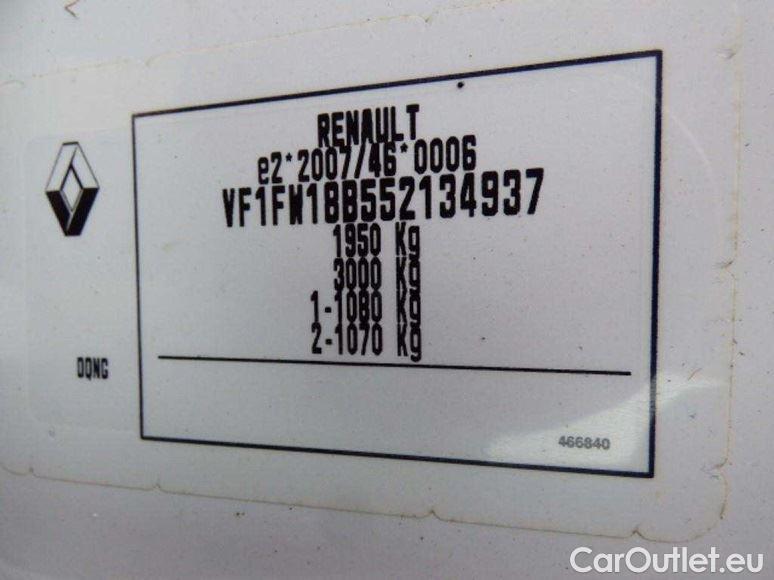 RENAULT
e2*2007/46*0006
VF1FW18B552134937
1950 Kg
3000 Kg
1-1080 Kg
2-1070 Kg
DQNG
466840
CarOutlet.eu